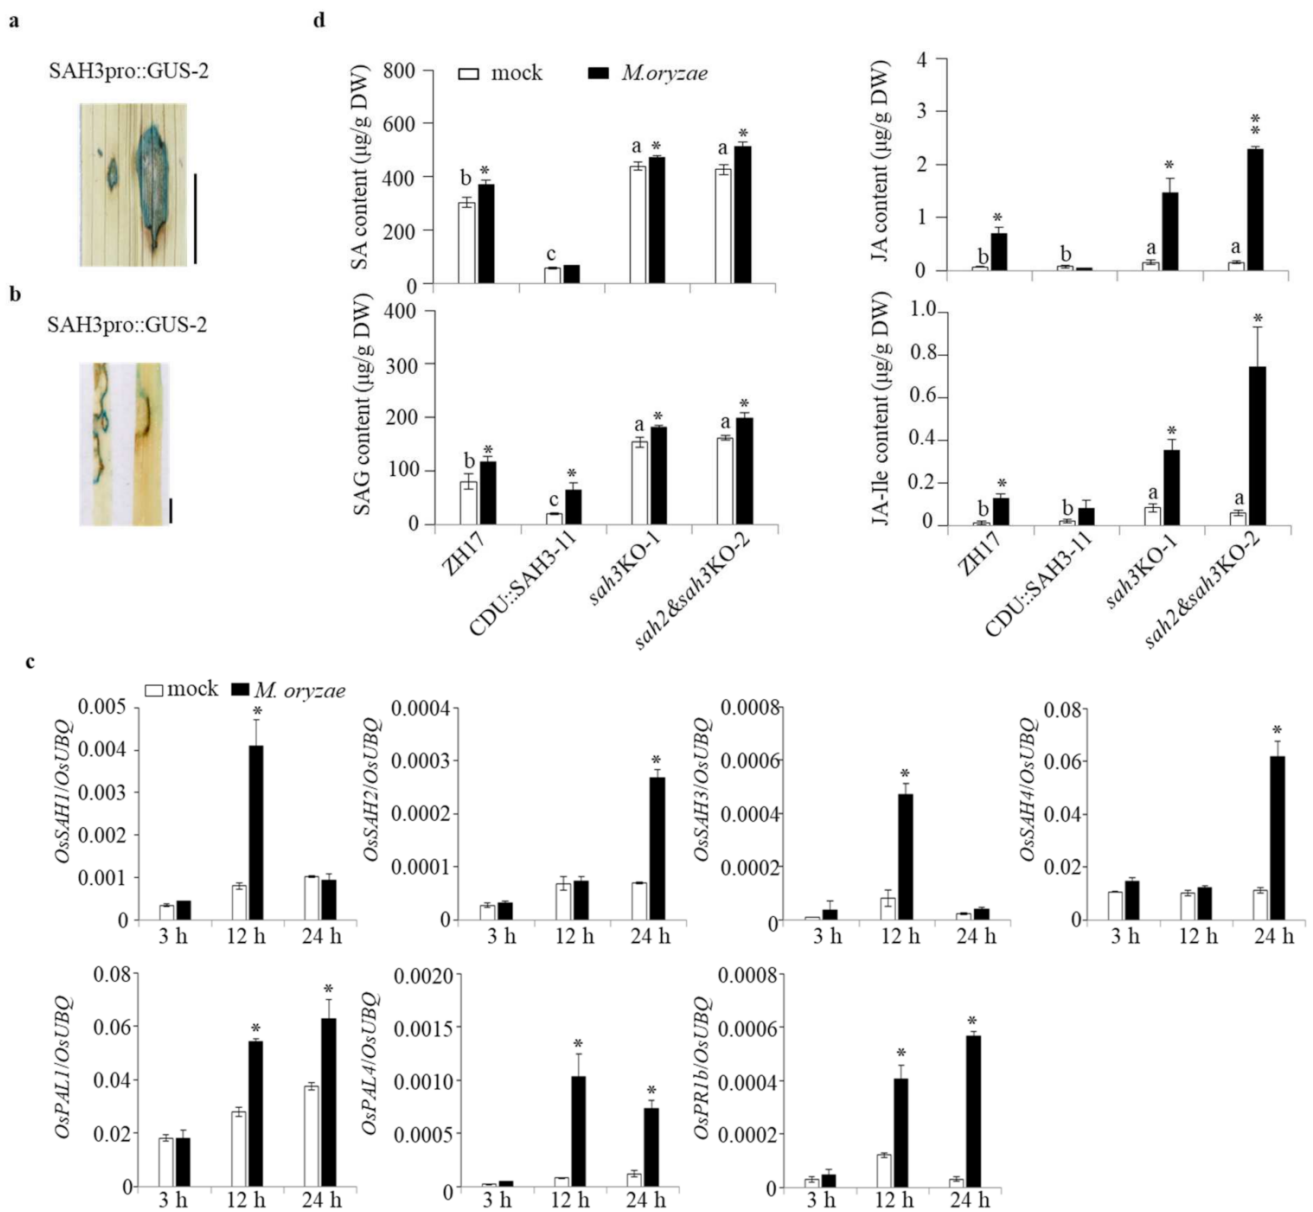 a
SAH3pro::GUS-2
b
SAH3pro::GUS-2
d
mock
M.oryzae
SA content (μg/g DW)
800
600
400
200
0
b
*
c
a
*
a
*
JA content (μg/g DW)
4
3
2
1
0
b
*
b
a
*
a
**
SAG content (μg/g DW)
400
300
200
100
0
b
*
c
*
a
*
a
*
ZH17
CDU::SAH3-11
sah3KO-1
sah2&sah3KO-2
JA-Ile content (μg/g DW)
1.0
0.8
0.6
0.4
0.2
0
b
*
b
a
*
a
*
ZH17
CDU::SAH3-11
sah3KO-1
sah2&sah3KO-2
c
mock
M. oryzae
OsSAH1/OsUBQ
0.005
0.004
0.003
0.002
0.001
0
*
3 h 12 h 24 h
OsSAH2/OsUBQ
0.0004
0.0003
0.0002
0.0001
0
*
3 h 12 h 24 h
OsSAH3/OsUBQ
0.0008
0.0006
0.0004
0.0002
0
*
3 h 12 h 24 h
OsSAH4/OsUBQ
0.08
0.06
0.04
0.02
0
*
3 h 12 h 24 h
OsPAL1/OsUBQ
0.08
0.06
0.04
0.02
0
*
*
3 h 12 h 24 h
OsPAL4/OsUBQ
0.0020
0.0015
0.0010
0.0005
0
*
*
3 h 12 h 24 h
OsPR1b/OsUBQ
0.0008
0.0006
0.0004
0.0002
0
*
*
3 h 12 h 24 h